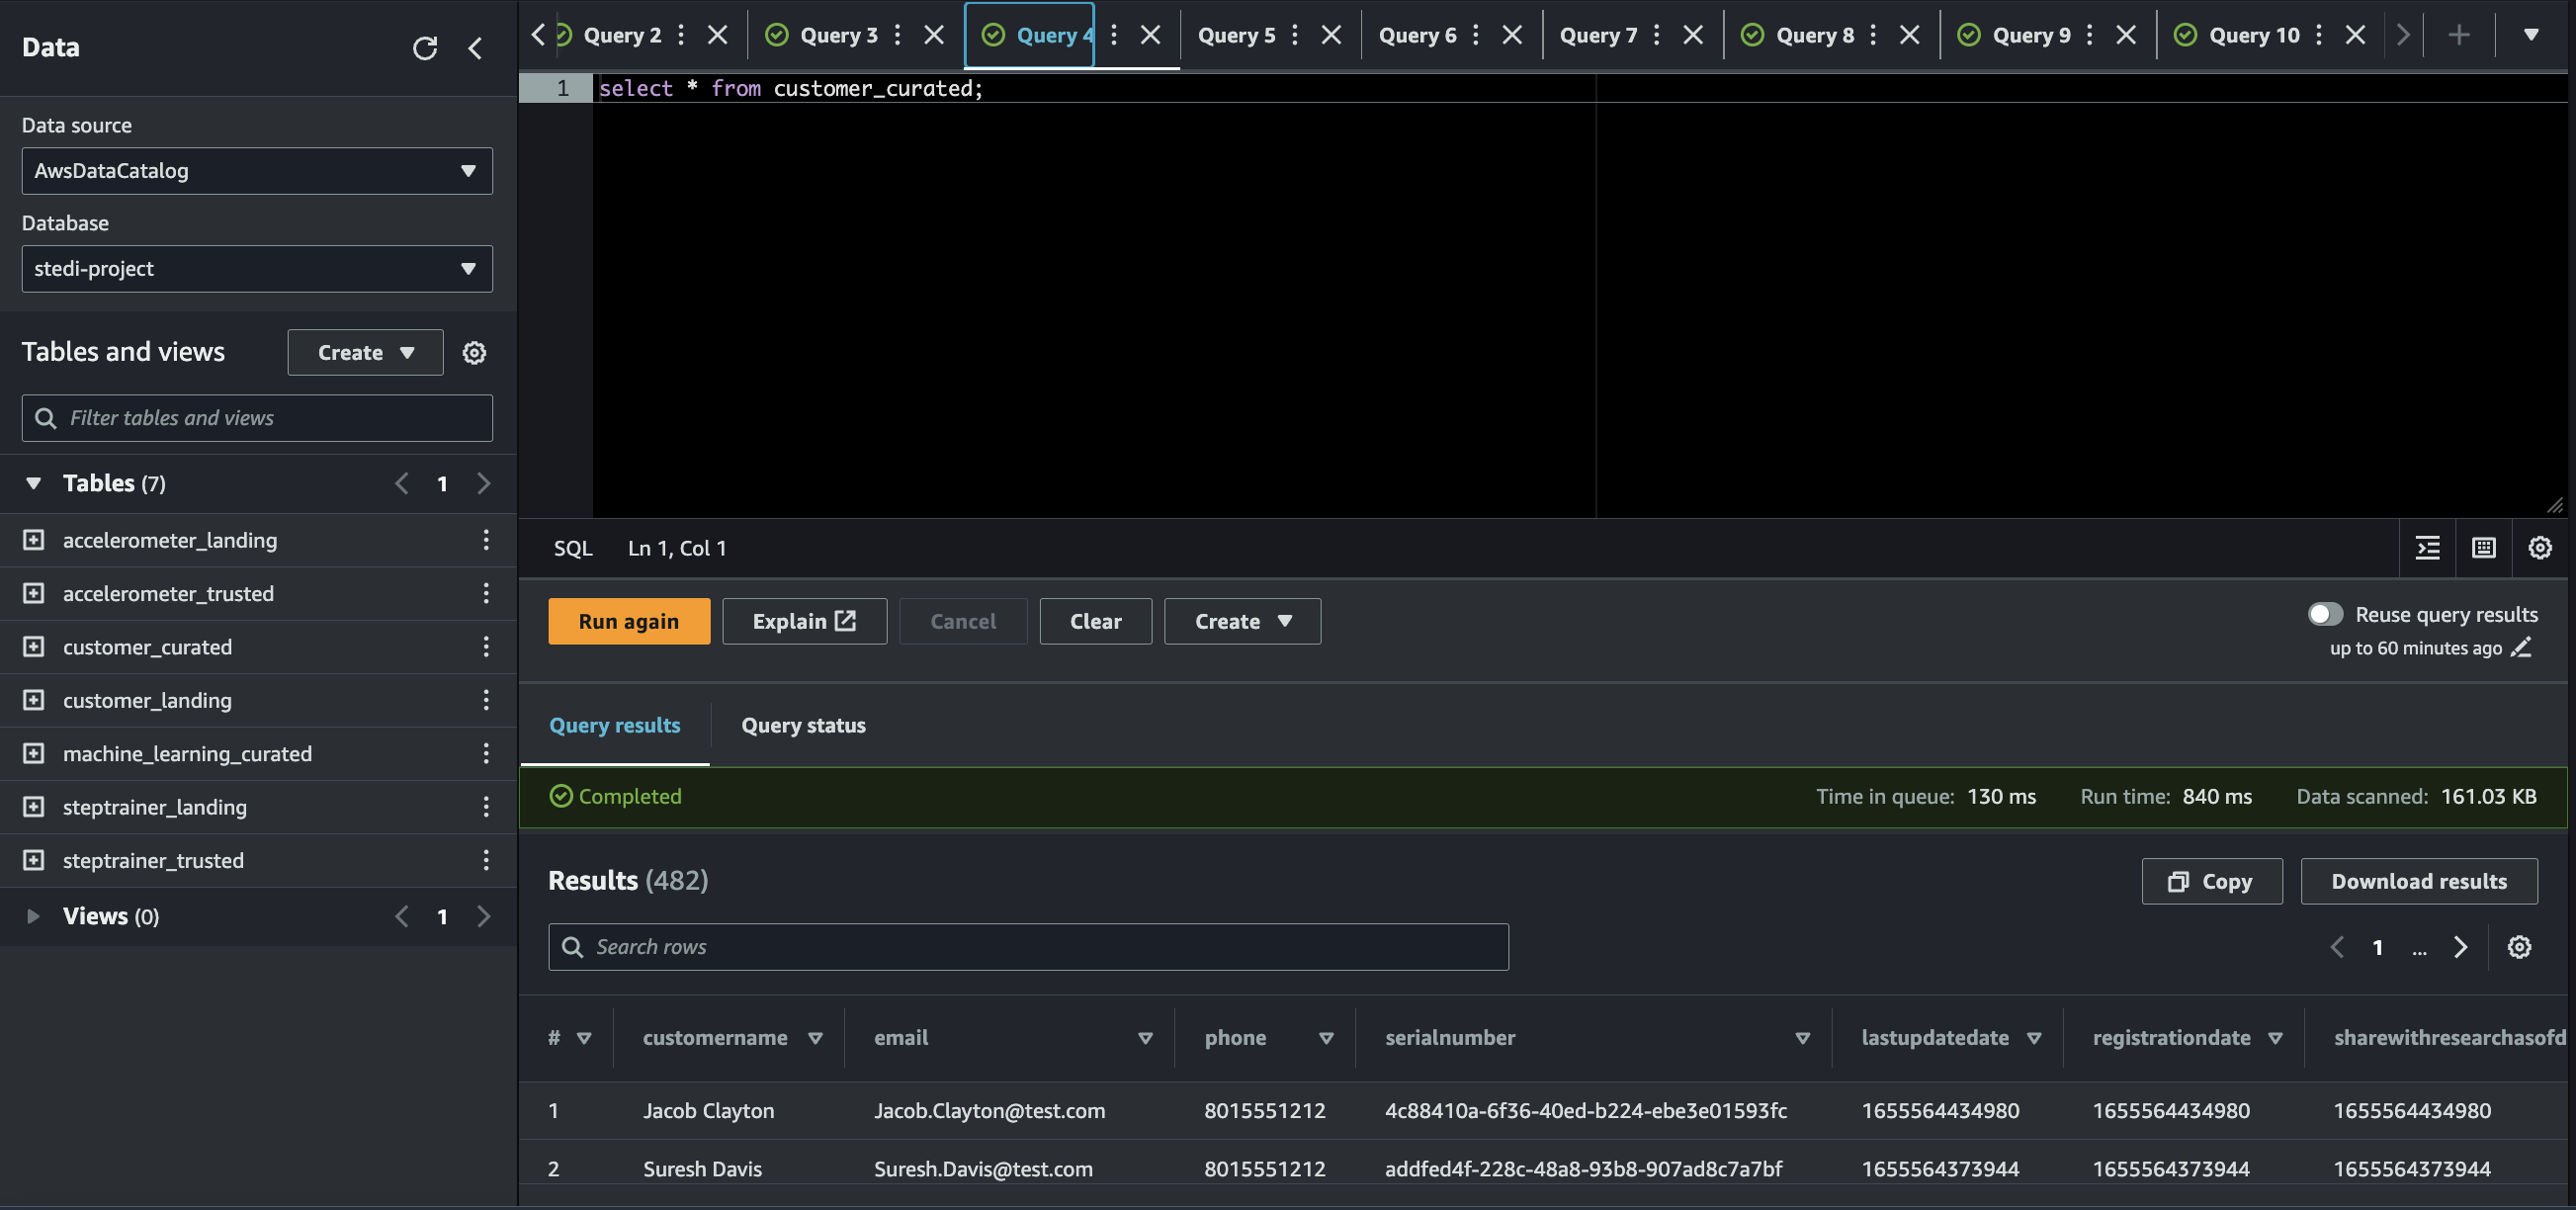 Data
Data source
AwsDataCatalog
Database
stedi-project
Tables and views
Create
Filter tables and views
Tables (7)
1
accelerometer_landing
accelerometer_trusted
customer_curated
customer_landing
machine_learning_curated
steptrainer_landing
steptrainer_trusted
Views (0)
1
Query 2
Query 3
Query 4
Query 5
Query 6
Query 7
Query 8
Query 9
Query 10
1
select * from customer_curated;
SQL
Ln 1, Col 1
Run again
Explain
Cancel
Clear
Create
Reuse query results
up to 60 minutes ago
Query results
Query status
Completed
Time in queue: 130 ms
Run time: 840 ms
Data scanned: 161.03 KB
Results (482)
Copy
Download results
Search rows
1
...
# customername email phone serialnumber lastupdatedate registrationdate sharewithresearchasofd
1 Jacob Clayton Jacob.Clayton@test.com 8015551212 4c88410a-6f36-40ed-b224-ebe3e01593fc 1655564434980 1655564434980 1655564434980
2 Suresh Davis Suresh.Davis@test.com 8015551212 addfed4f-228c-48a8-93b8-907ad8c7a7bf 1655564373944 1655564373944 1655564373944